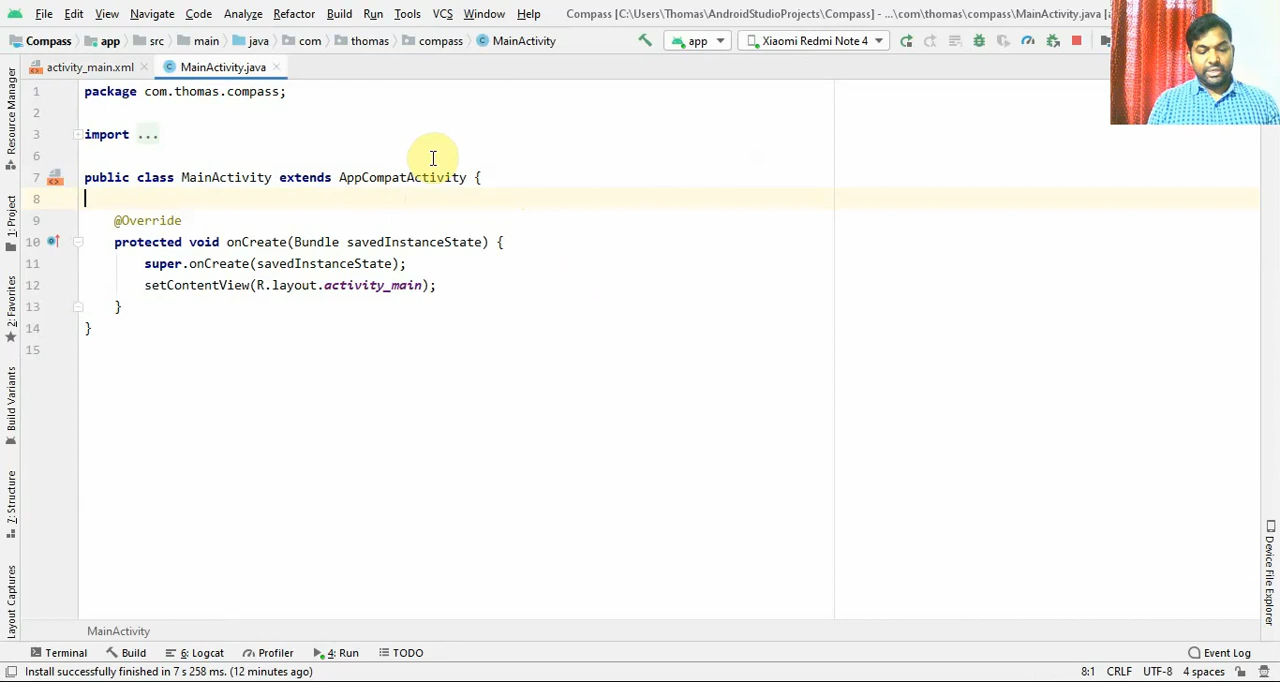 File Edit View Navigate Code Analyze Refactor Build Run Tools VCS Window Help Compass [C:\Users\Thomas\AndroidStudioProjects\Compass] - ...\com\thomas\compass\MainActivity.java [a
Compass app src main java com thomas compass MainActivity app Xiaomi Redmi Note 4
activity_main.xml MainActivity.java
Resource Manager
1: Project
2: Favorites
Build Variants
7: Structure
Layout Captures
1 package com.thomas.compass;
2
3 import ...
6
7 public class MainActivity extends AppCompatActivity {
8
9 @Override
10 protected void onCreate(Bundle savedInstanceState) {
11 super.onCreate(savedInstanceState);
12 setContentView(R.layout.activity_main);
13 }
14 }
15
Device File Explorer
MainActivity
Terminal Build 6: Logcat Profiler 4: Run TODO Event Log
Install successfully finished in 7 s 258 ms. (12 minutes ago) 8:1 CRLF UTF-8 4 spaces